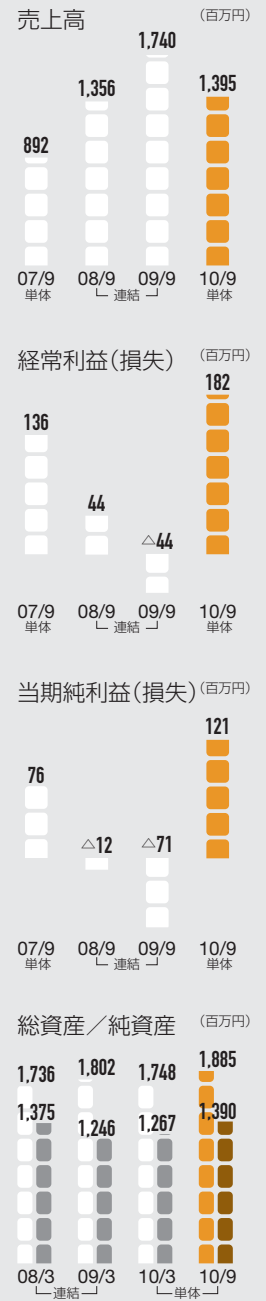 売上高 (百万円)
892 1,356 1,740 1,395
07/9 08/9 09/9 10/9
単体 連結 単体
経常利益(損失) (百万円)
136 44 △44 182
07/9 08/9 09/9 10/9
単体 連結 単体
当期純利益(損失) (百万円)
76 △12 △71 121
07/9 08/9 09/9 10/9
単体 連結 単体
総資産／純資産 (百万円)
1,736 1,802 1,748 1,885
1,375 1,246 1,267 1,390
08/3 09/3 10/3 10/9
連結 単体